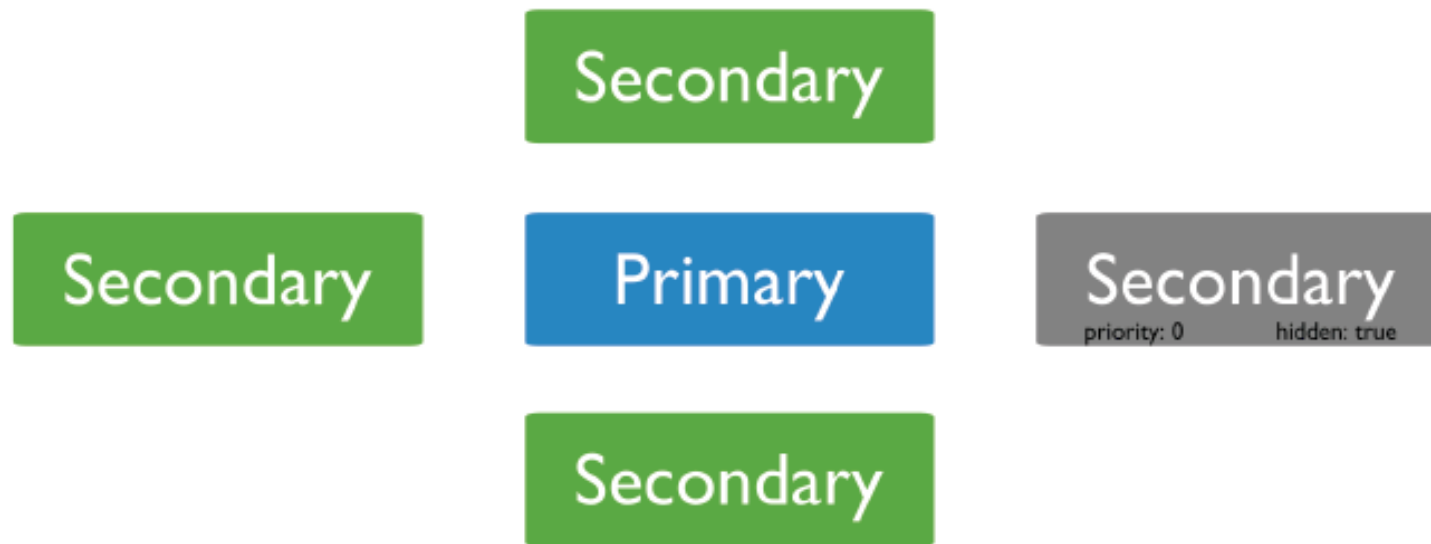 Secondary
Secondary
Primary
Secondary
priority: 0
hidden: true
Secondary